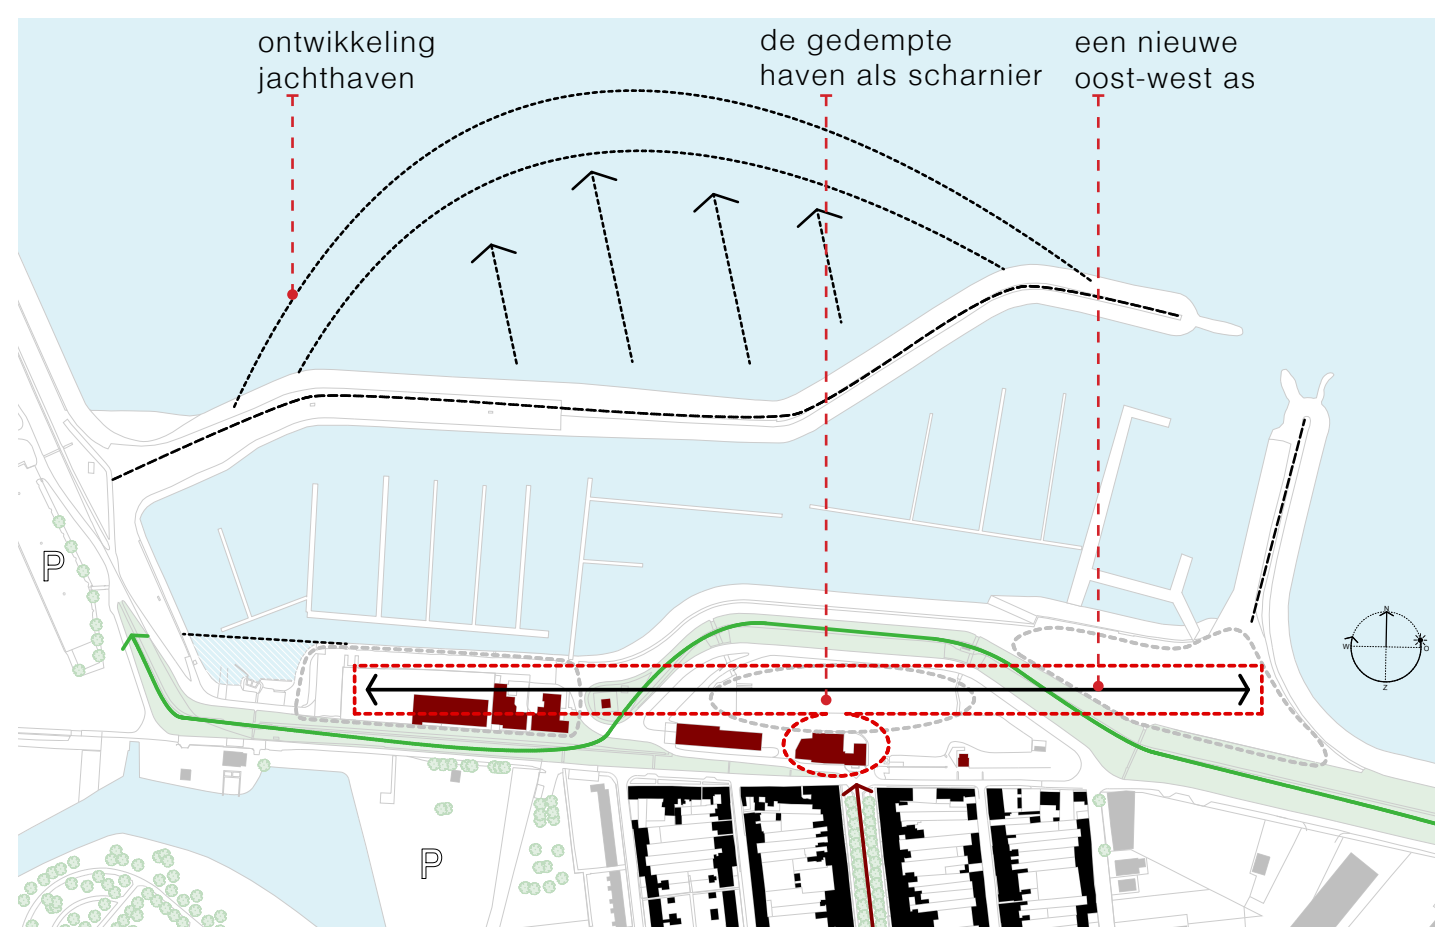 ontwikkeling
jachthaven
de gedempte
haven als scharnier
een nieuwe
oost-west as
P
N
W
O
Z
P